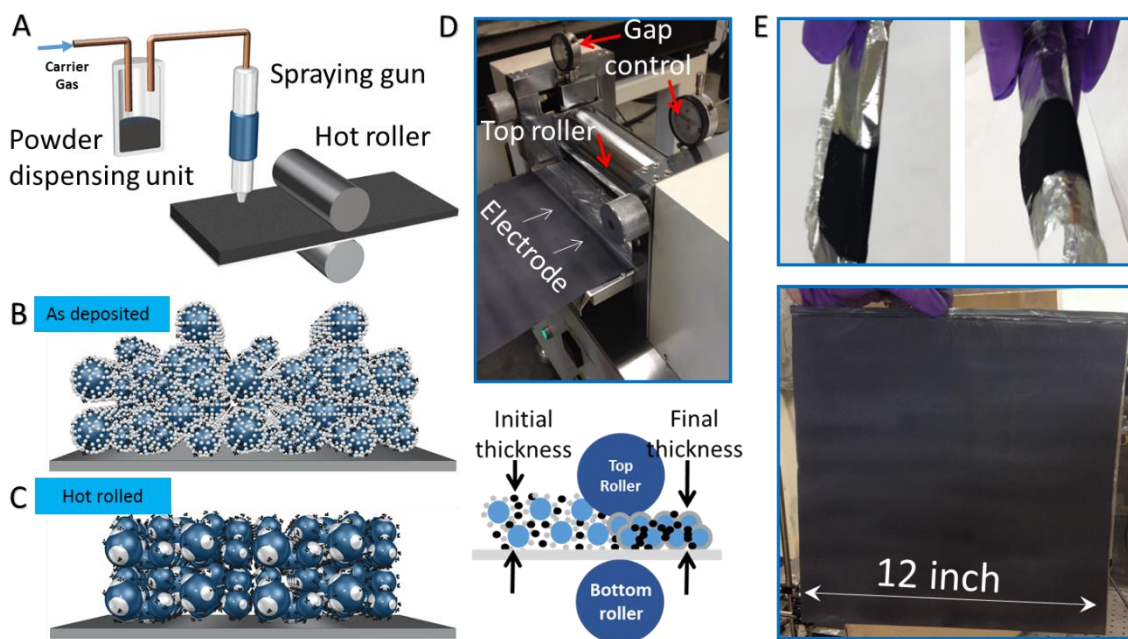 A
Carrier
Gas
Spraying gun
Hot roller
Powder
dispensing unit
B
As deposited
C
Hot rolled
D
Gap
control
Top roller
Electrode
Initial
thickness
Final
thickness
Top
Roller
Bottom
roller
E
12 inch